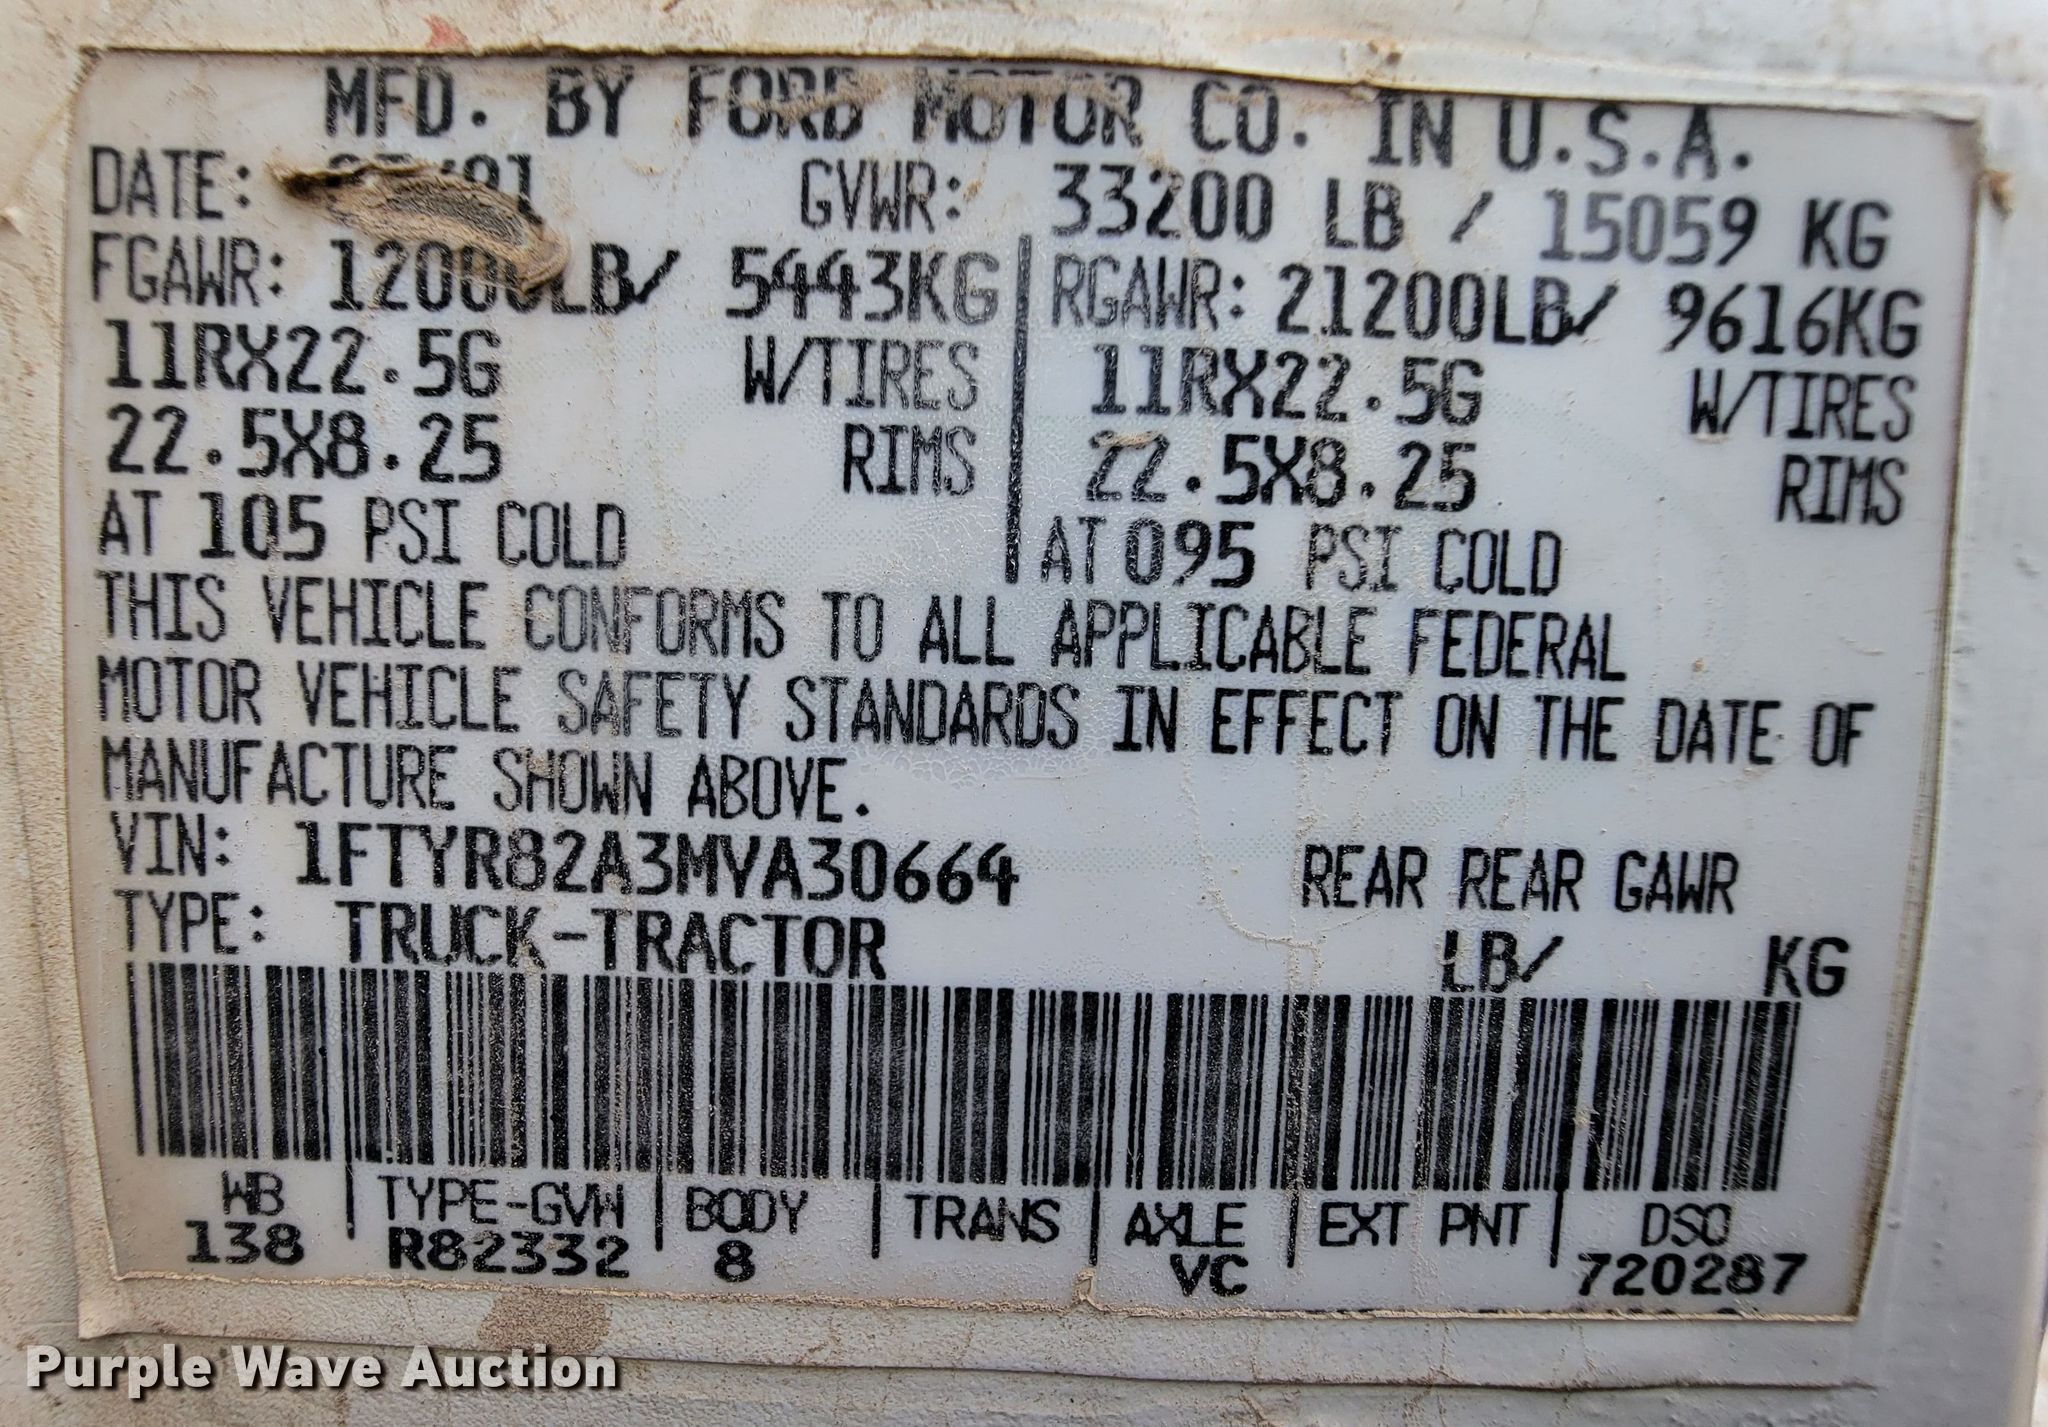 MFD. BY FORD MOTOR CO. IN U.S.A.
DATE: GVWR: 33200 LB / 15059 KG
FGAWR: 12000LB/ 5443KG RGAWR: 21200LB/ 9616KG
11RX22.5G W/TIRES 11RX22.5G W/TIRES
22.5X8.25 RIMS 22.5X8.25 RIMS
AT 105 PSI COLD AT 095 PSI COLD
THIS VEHICLE CONFORMS TO ALL APPLICABLE FEDERAL
MOTOR VEHICLE SAFETY STANDARDS IN EFFECT ON THE DATE OF
MANUFACTURE SHOWN ABOVE.
VIN: 1FTYR82A3MVA30664 REAR REAR GAWR
TYPE: TRUCK-TRACTOR LB/ KG
WB TYPE-GVW BODY TRANS AXLE EXT PNT DSO
138 R82332 8 VC 720287
Purple Wave Auction